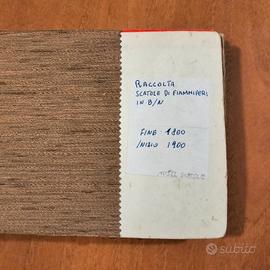 RACCOLTA
SCATOLE DI FIAMMIFERI
IN B/N
FINE 1800
INIZIO 1900
subito